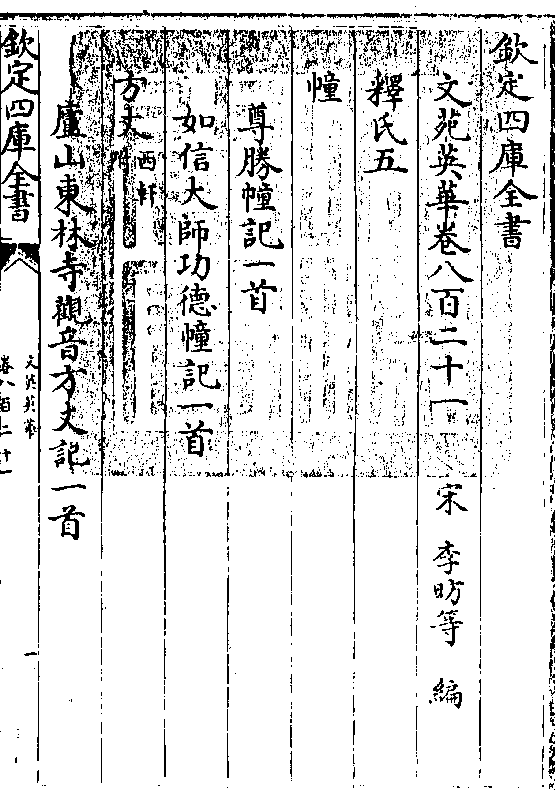 欽定四庫全書
文苑英華卷八百二十一　宋　李昉等　編
釋氏五
幢
尊勝幢記一首
如信大師功德幢記一首
方丈　西軒
廬山東林寺觀音方丈記一首
欽定四庫全書
文苑英華
卷八百二十一
一